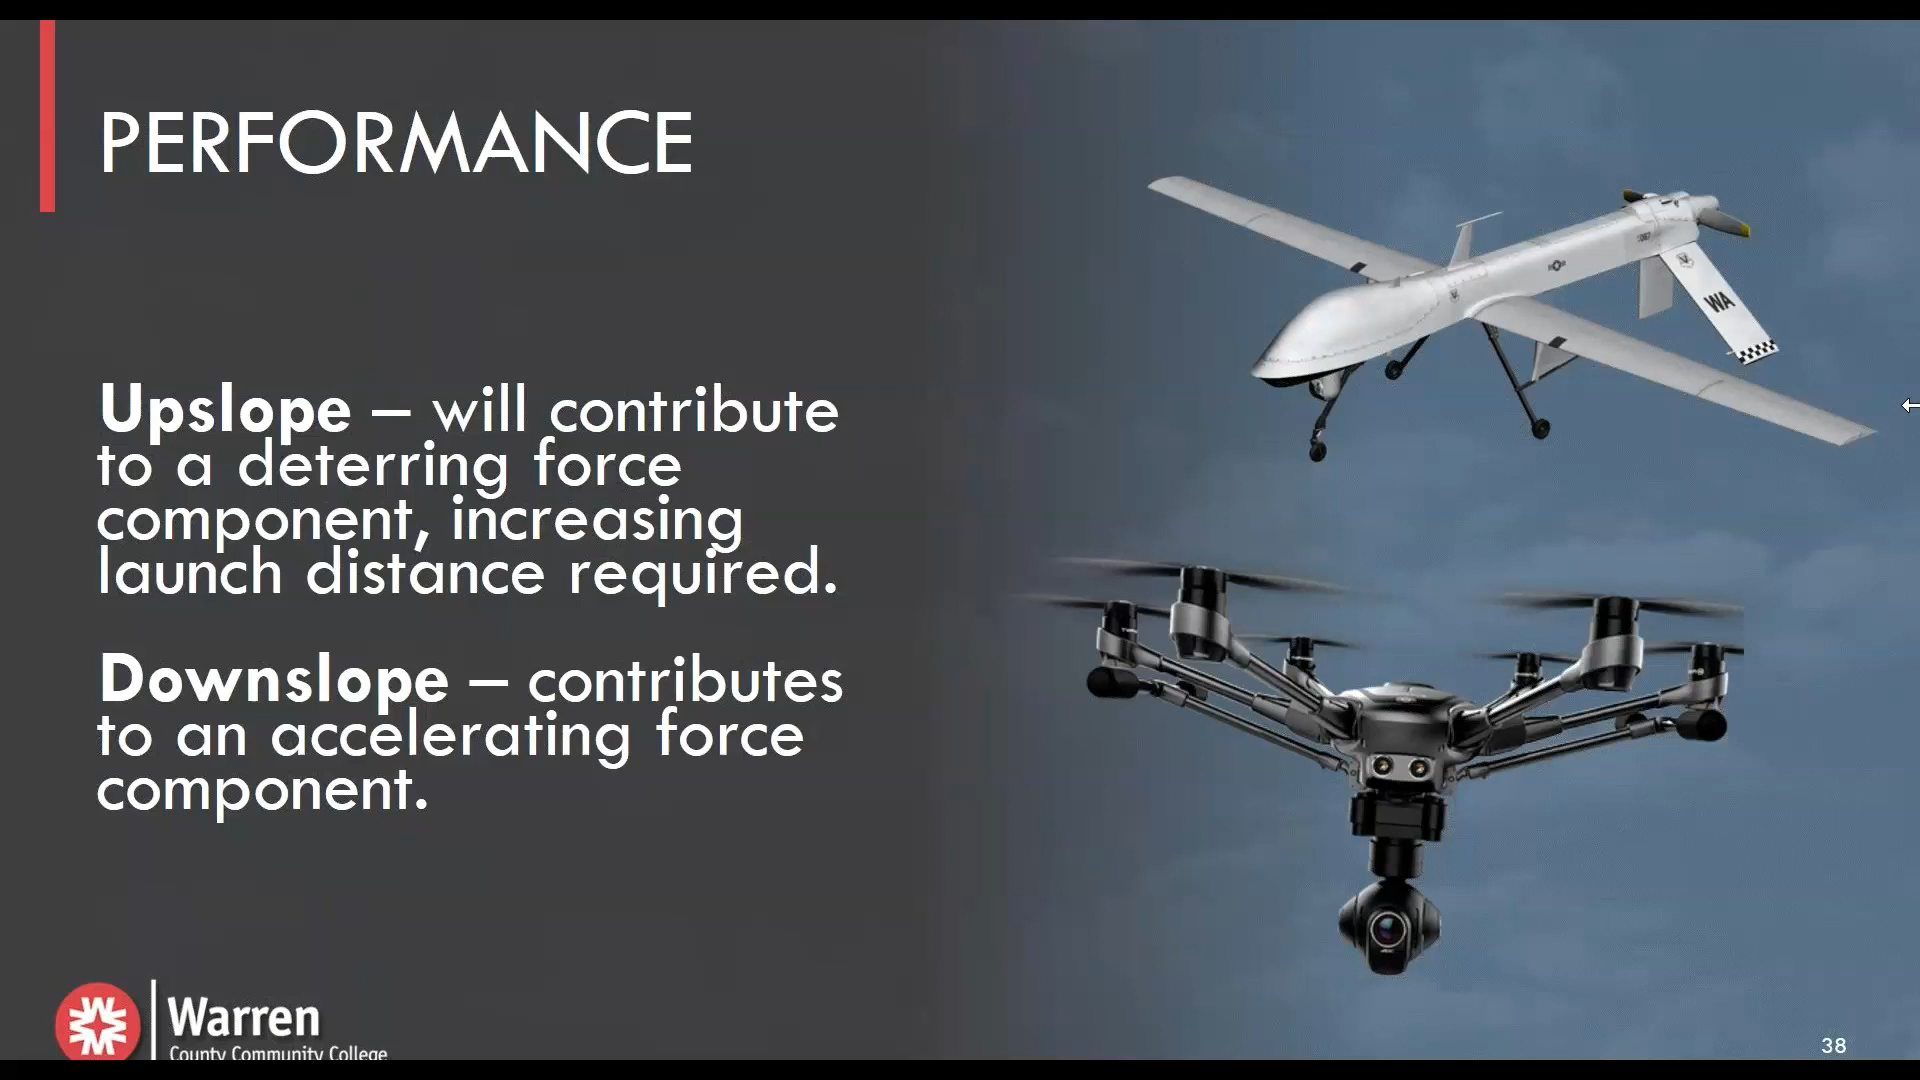 PERFORMANCE
Upslope – will contribute
to a deterring force
component, increasing
launch distance required.
Downslope – contributes
to an accelerating force
component.
WA
Warren
County Community College
38